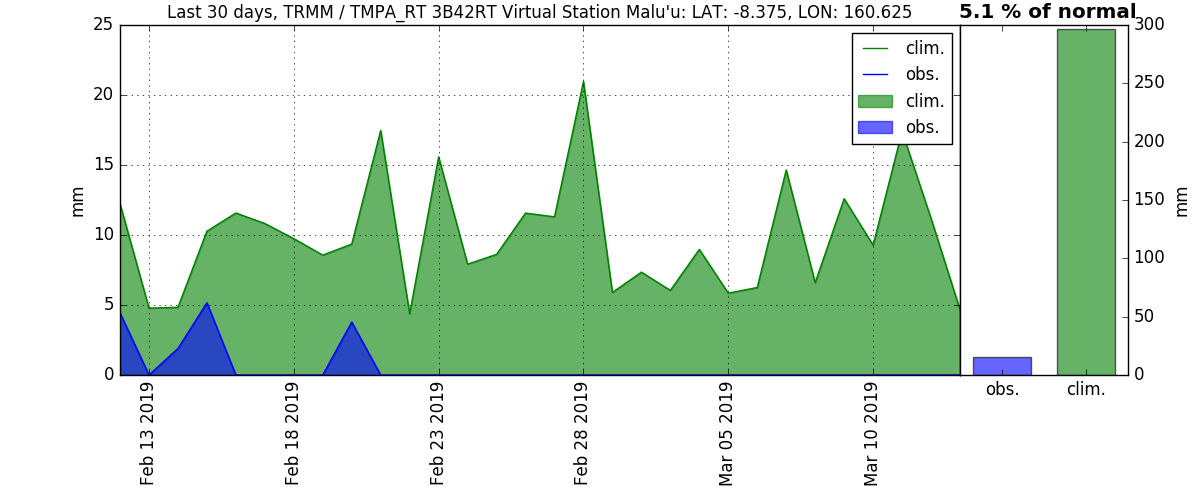 Last 30 days, TRMM / TMPA_RT 3B42RT Virtual Station Malu'u: LAT: -8.375, LON: 160.625
5.1 % of normal
25
20
15
10
5
0
mm
clim.
obs.
clim.
obs.
300
250
200
150
100
50
0
mm
obs.
clim.
Feb 13 2019
Feb 18 2019
Feb 23 2019
Feb 28 2019
Mar 05 2019
Mar 10 2019